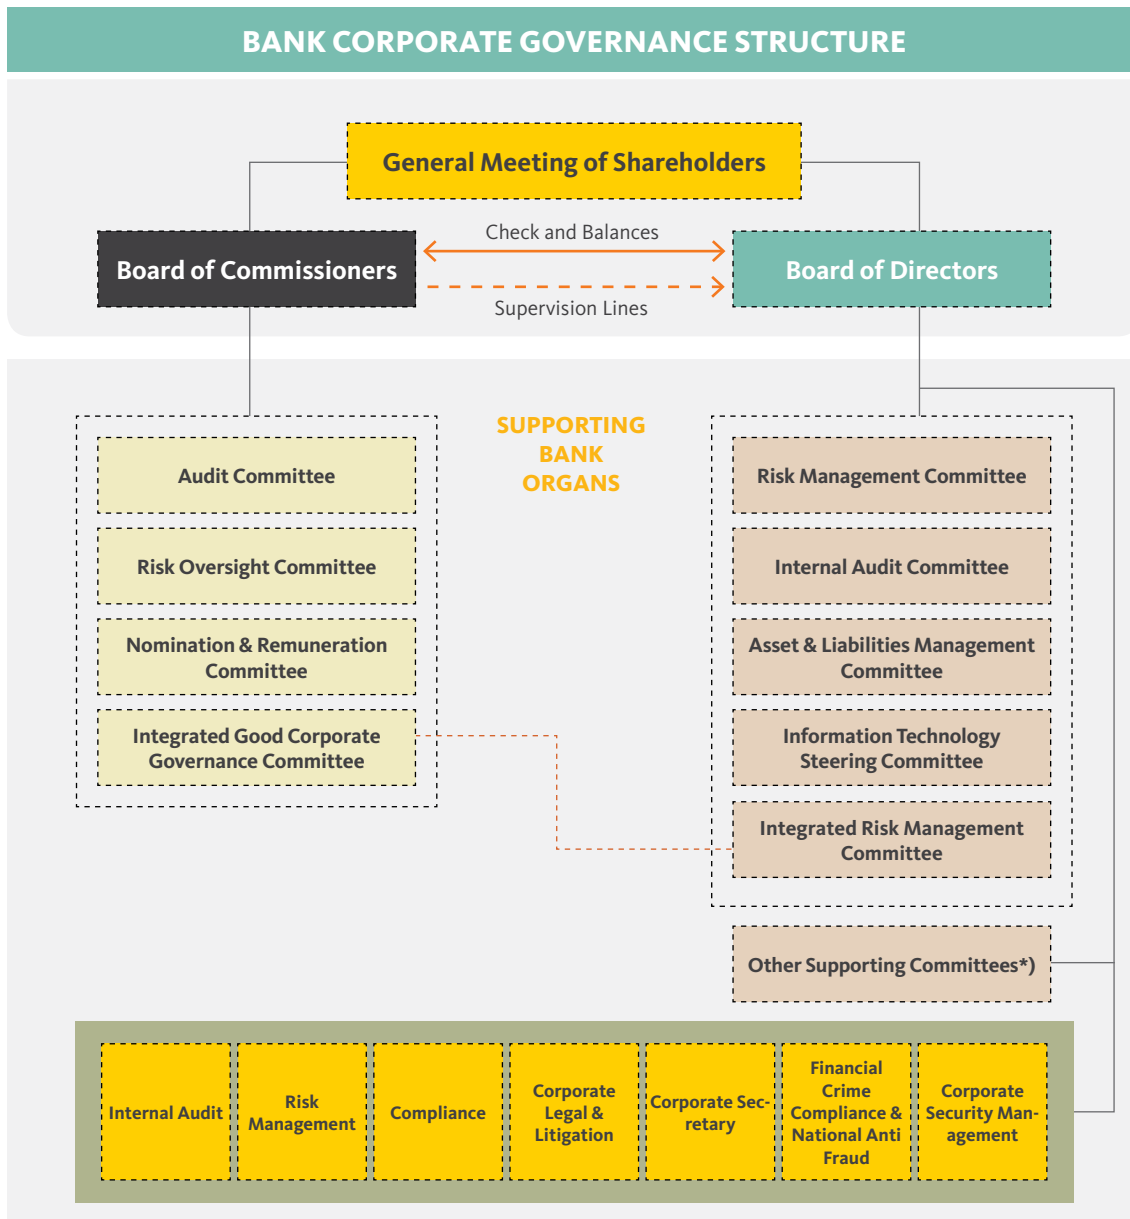 BANK CORPORATE GOVERNANCE STRUCTURE
General Meeting of Shareholders
Check and Balances
Board of Commissioners
Board of Directors
Supervision Lines
SUPPORTING
BANK
ORGANS
Audit Committee
Risk Oversight Committee
Nomination & Remuneration
Committee
Integrated Good Corporate
Governance Committee
Risk Management Committee
Internal Audit Committee
Asset & Liabilities Management
Committee
Information Technology
Steering Committee
Integrated Risk Management
Committee
Other Supporting Committees*)
Internal Audit
Risk
Management
Compliance
Corporate
Legal &
Litigation
Corporate Sec-
retary
Financial
Crime
Compliance &
National Anti
Fraud
Corporate
Security Man-
agement